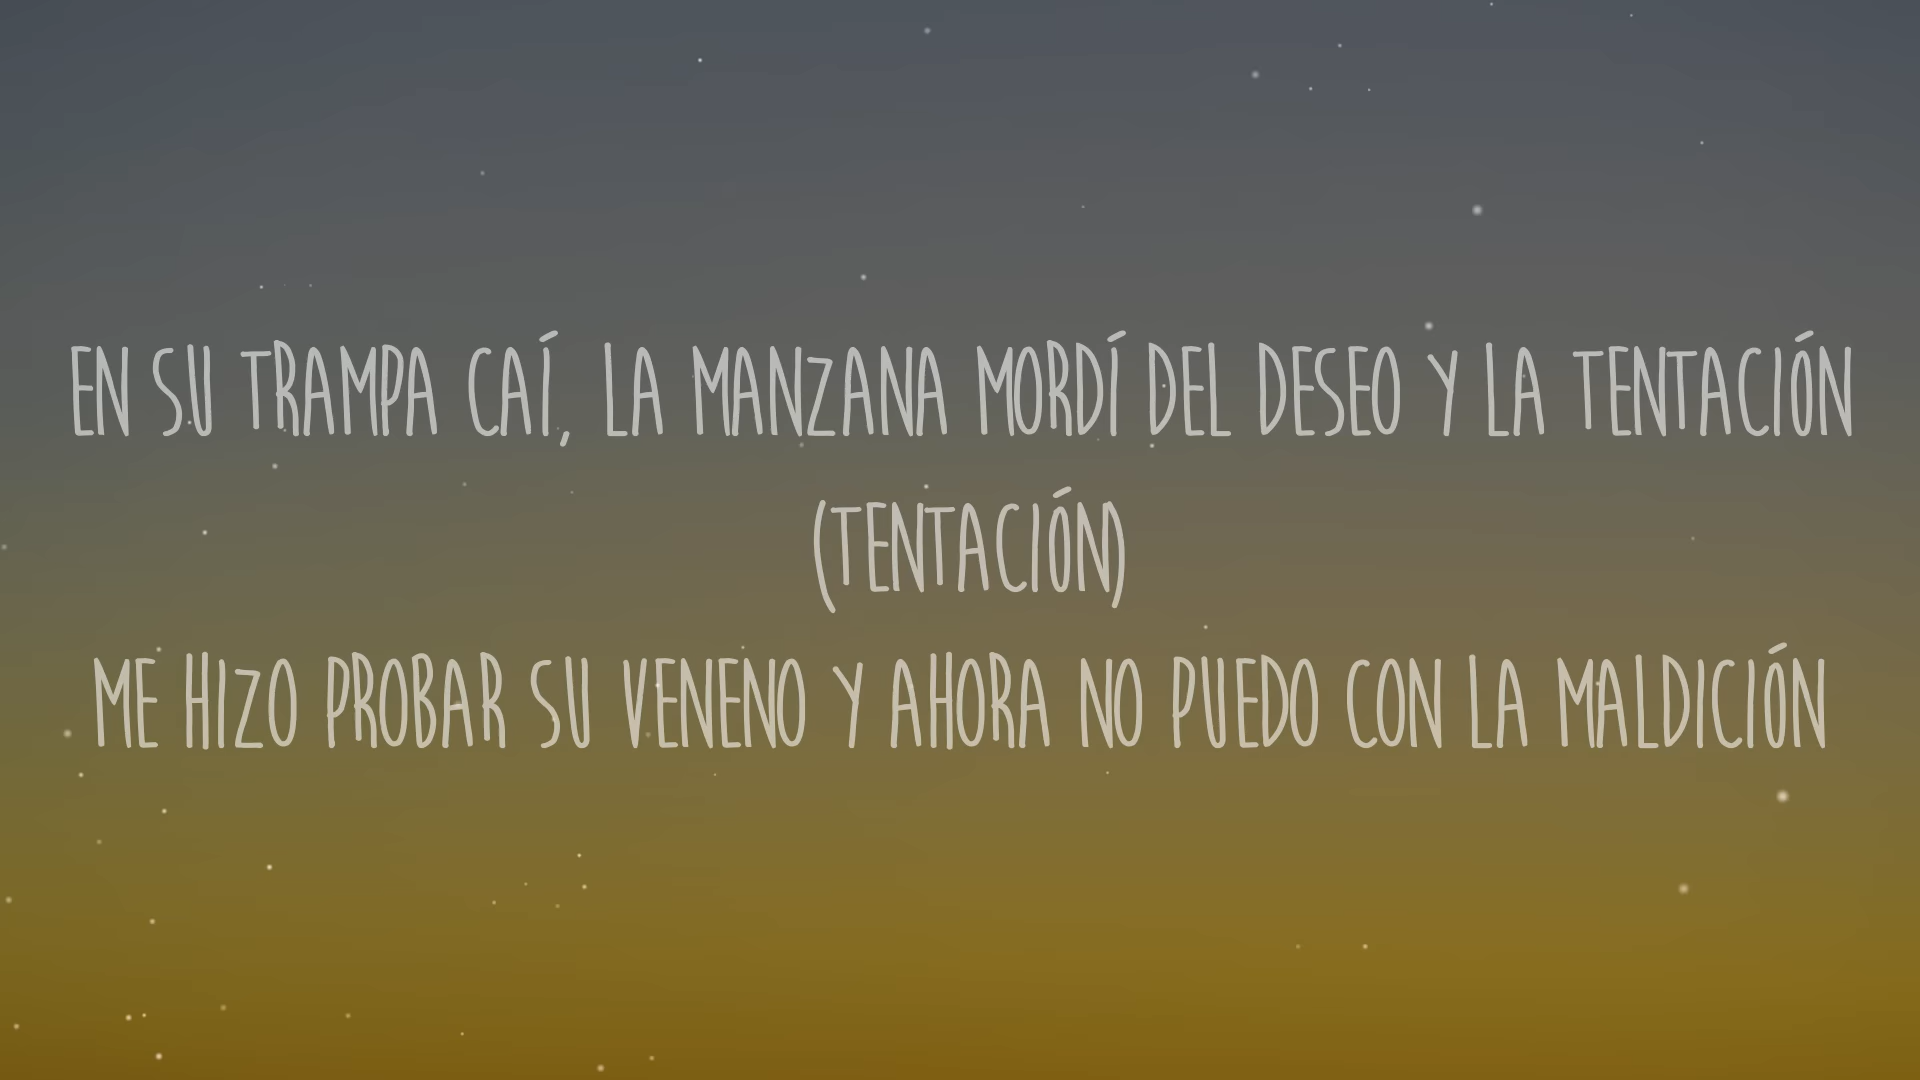 EN SU TRAMPA CAÍ, LA MANZANA MORDÍ DEL DESEO Y LA TENTACIÓN
(TENTACIÓN)
ME HIZO PROBAR SU VENENO Y AHORA NO PUEDO CON LA MALDICIÓN